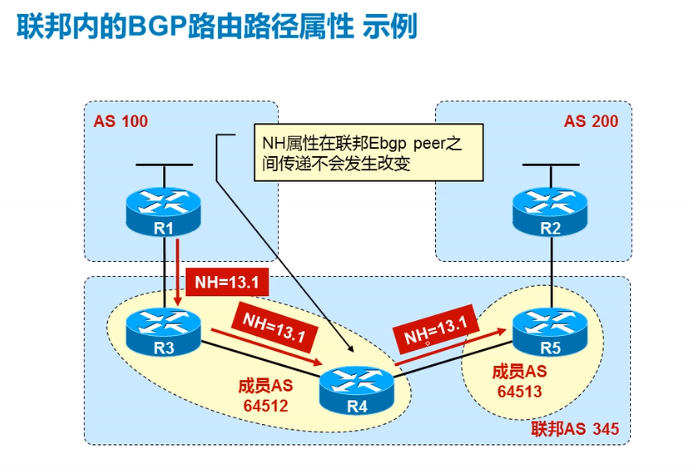 联邦内的BGP路由路径属性 示例
AS 100
AS 200
NH属性在联邦Ebgp peer之
间传递不会发生改变
R1
R2
NH=13.1
NH=13.1
NH=13.1
R3
R5
成员AS
64512
成员AS
64513
R4
联邦AS 345